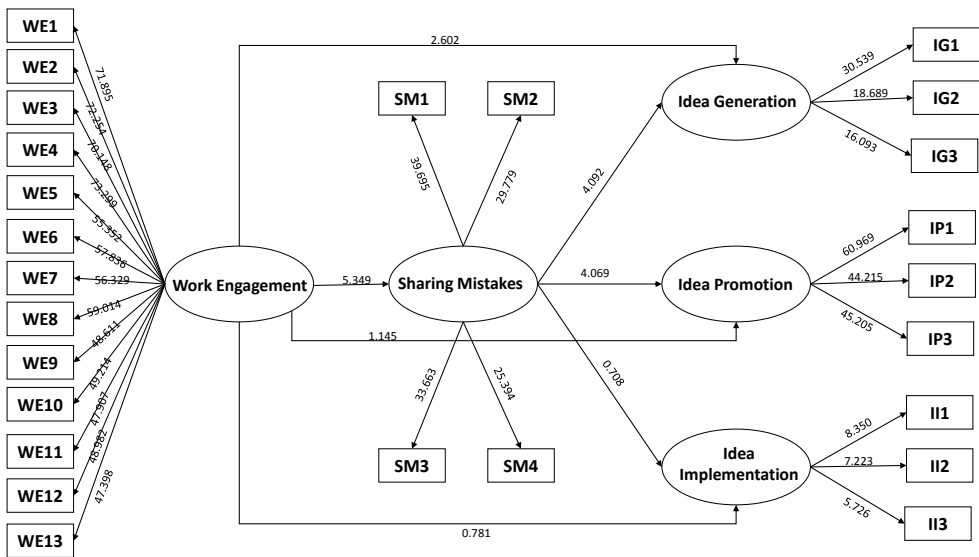 WE1
WE2
WE3
WE4
WE5
WE6
WE7
WE8
WE9
WE10
WE11
WE12
WE13
71.895
72.254
70.148
73.299
55.352
57.836
56.329
59.014
48.611
49.214
47.907
48.982
47.398
Work Engagement
2.602
5.349
1.145
0.781
SM1
SM2
39.695
29.779
Sharing Mistakes
33.663
25.394
SM3
SM4
4.092
4.069
0.708
Idea Generation
30.539
18.689
16.093
IG1
IG2
IG3
Idea Promotion
60.969
44.215
45.205
IP1
IP2
IP3
Idea
Implementation
8.350
7.223
5.726
II1
II2
II3